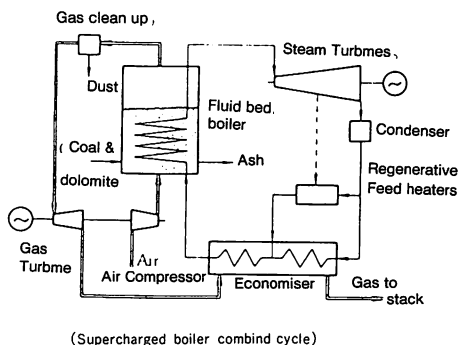 Gas clean up,
Steam Turbmes,
Dust
Fluid bed.
boiler
Condenser
( Coal &
dolomite
Ash
Regenerative
Feed heaters
Gas
Turbme
Air
Air Compressor
Economiser
Gas to
stack
(Supercharged boiler combind cycle)